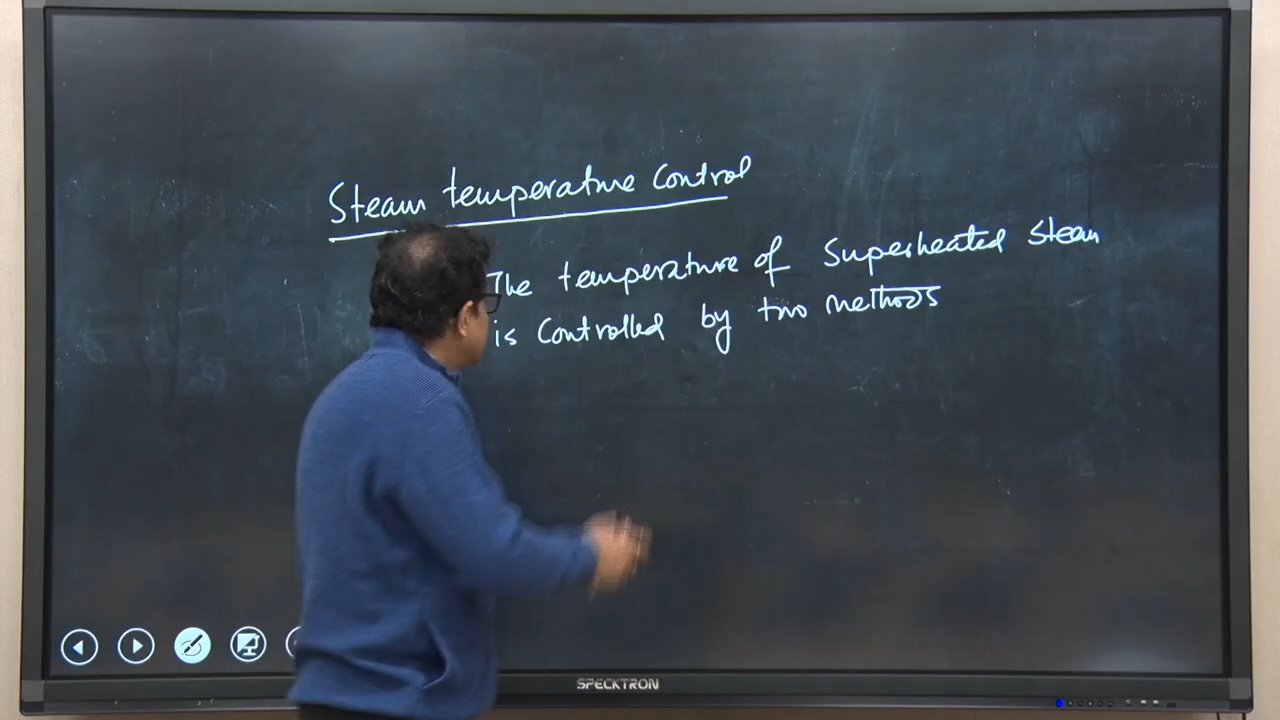 Steam temperature control
The temperature of superheated steam
is controlled by two methods
SPECKTRON